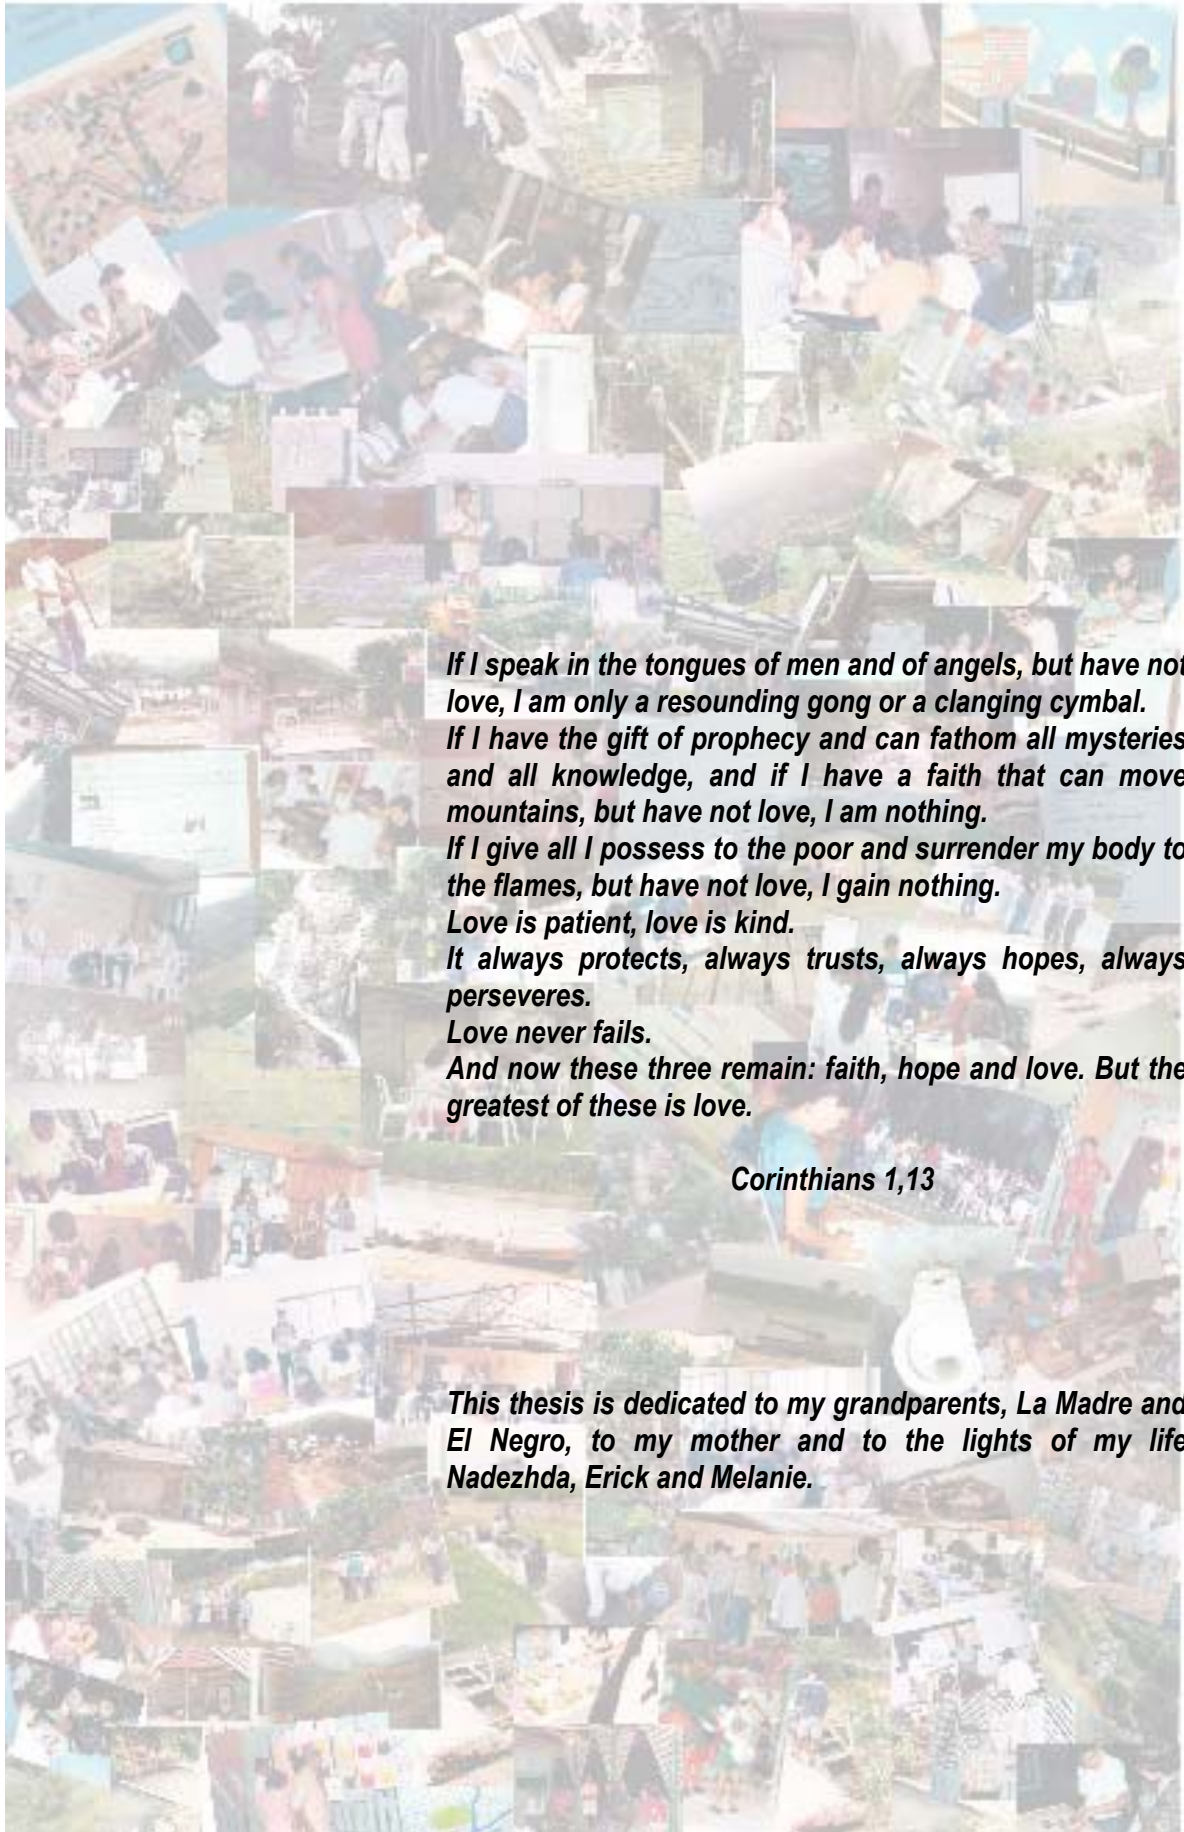 If I speak in the tongues of men and of angels, but have not
love, I am only a resounding gong or a clanging cymbal.
If I have the gift of prophecy and can fathom all mysteries
and all knowledge, and if I have a faith that can move
mountains, but have not love, I am nothing.
If I give all I possess to the poor and surrender my body to
the flames, but have not love, I gain nothing.
Love is patient, love is kind.
It always protects, always trusts, always hopes, always
perseveres.
Love never fails.
And now these three remain: faith, hope and love. But the
greatest of these is love.
Corinthians 1,13
This thesis is dedicated to my grandparents, La Madre and
El Negro, to my mother and to the lights of my life
Nadezhda, Erick and Melanie.